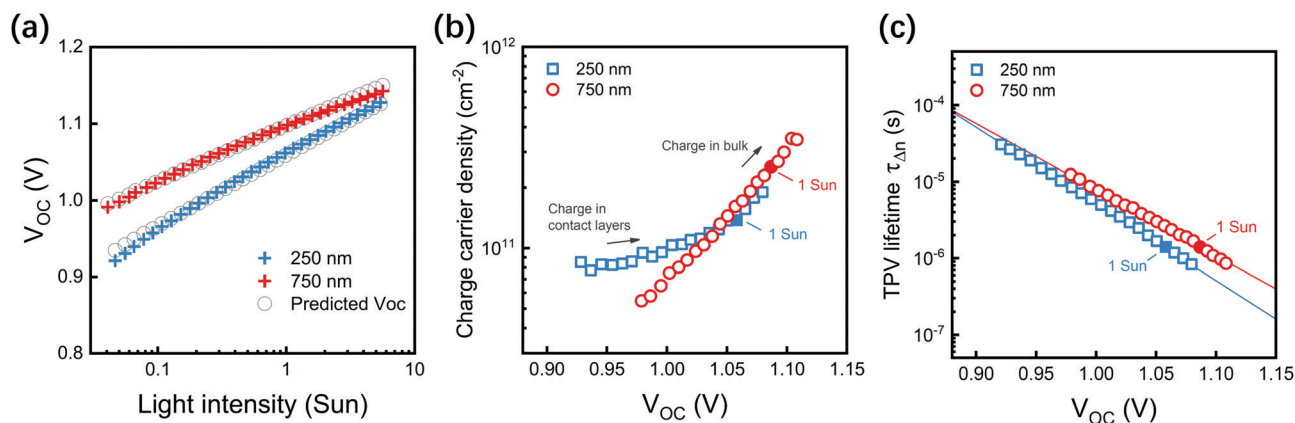 (a)
1.2
1.1
1.0
0.9
0.8
V_OC (V)
0.1
1
10
Light intensity (Sun)
250 nm
750 nm
Predicted Voc
(b)
10^12
10^11
Charge carrier density (cm^-2)
250 nm
750 nm
Charge in bulk
1 Sun
Charge in
contact layers
1 Sun
0.90
0.95
1.00
1.05
1.10
1.15
V_OC (V)
(c)
10^-4
10^-5
10^-6
10^-7
TPV lifetime τ_Δn (s)
250 nm
750 nm
1 Sun
1 Sun
0.90
0.95
1.00
1.05
1.10
1.15
V_OC (V)